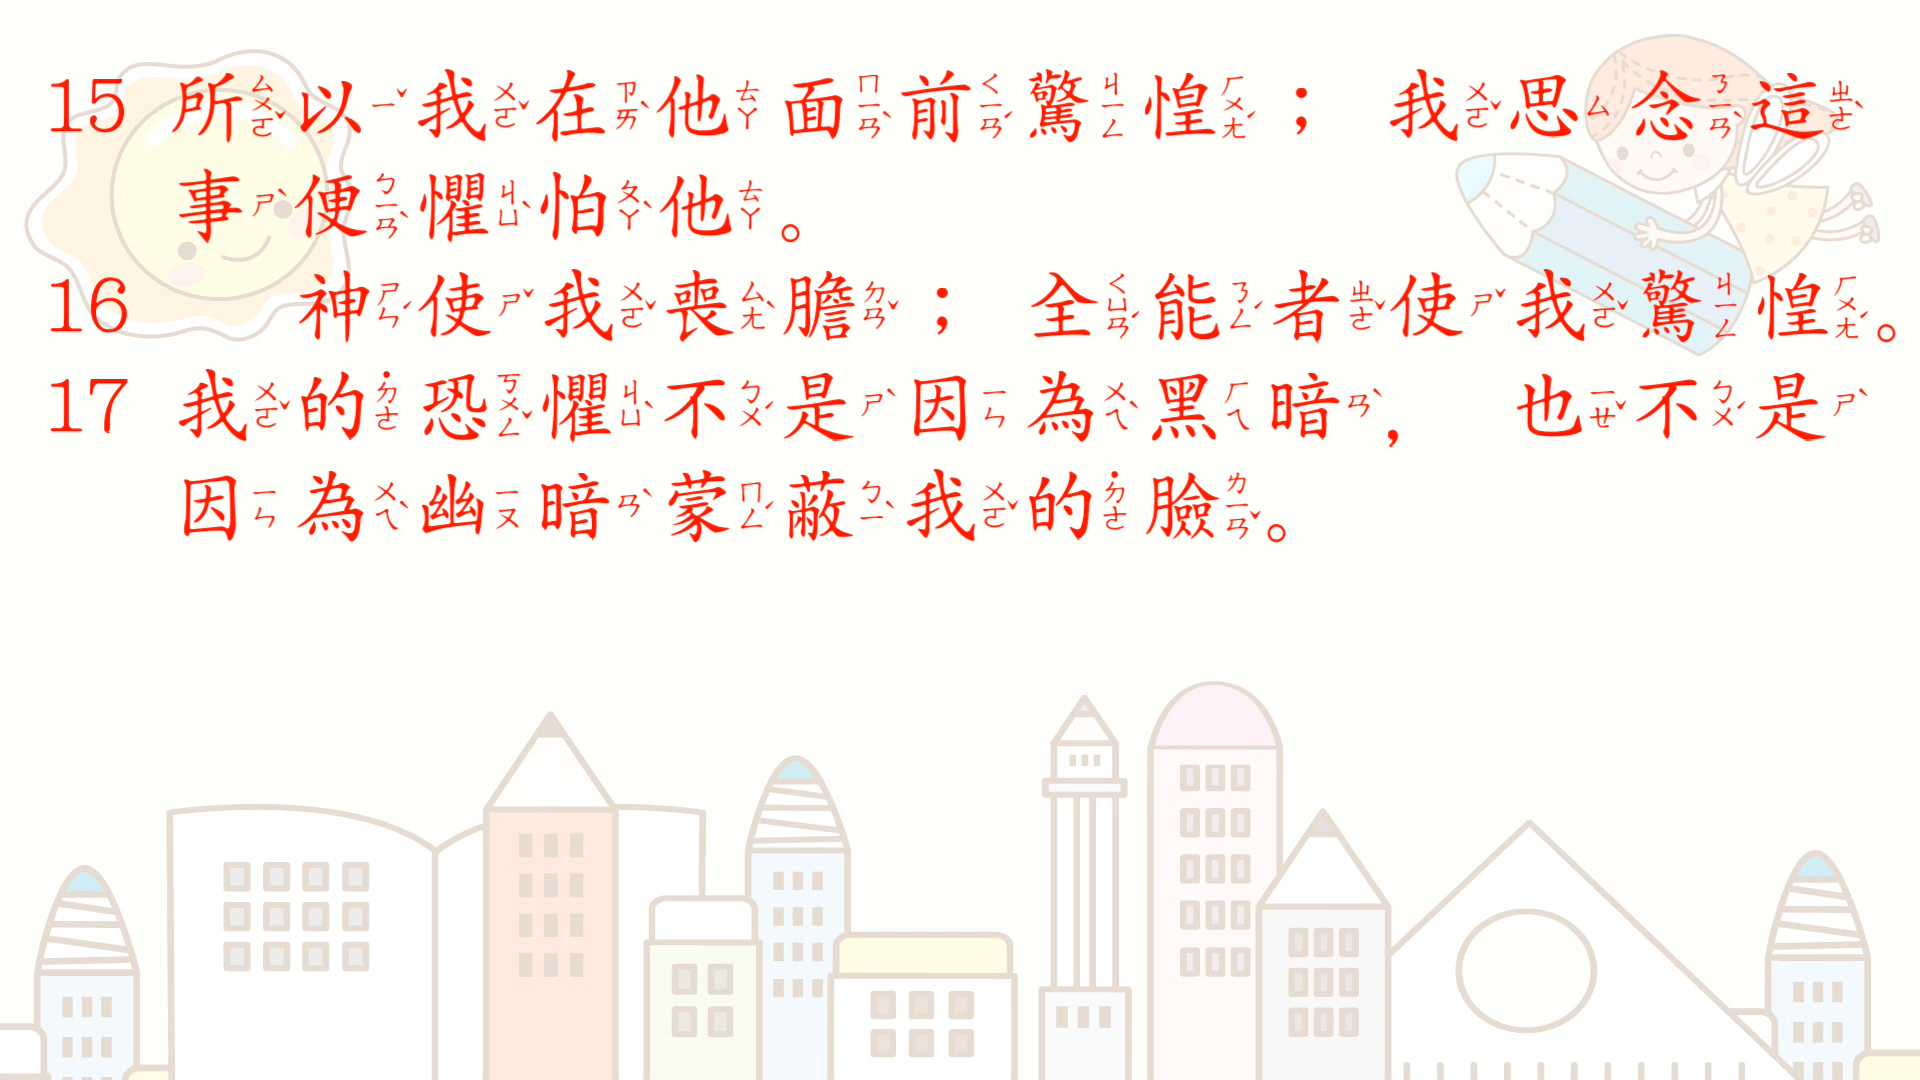 15 所以我在他面前驚惶； 我思念這
事便懼怕他。
16 神使我喪膽； 全能者使我驚惶。
17 我的恐懼不是因為黑暗， 也不是
因為幽暗蒙蔽我的臉。